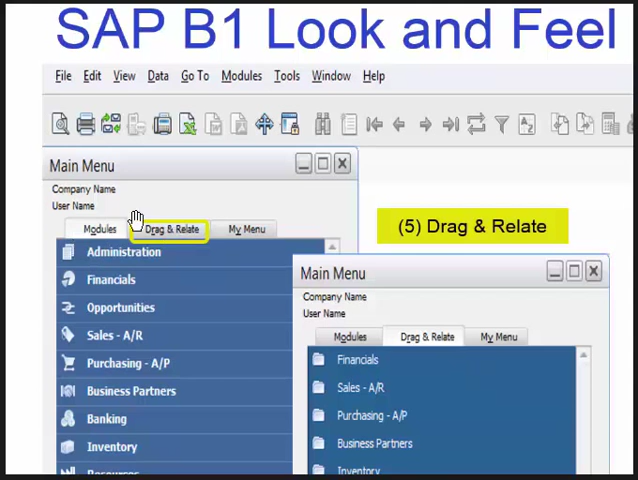 SAP B1 Look and Feel
File Edit View Data Go To Modules Tools Window Help
Main Menu
Company Name
User Name
Modules Drag & Relate My Menu
Administration
Financials
Opportunities
Sales - A/R
Purchasing - A/P
Business Partners
Banking
Inventory
Resources
(5) Drag & Relate
Main Menu
Company Name
User Name
Modules Drag & Relate My Menu
Financials
Sales - A/R
Purchasing - A/P
Business Partners
Inventory